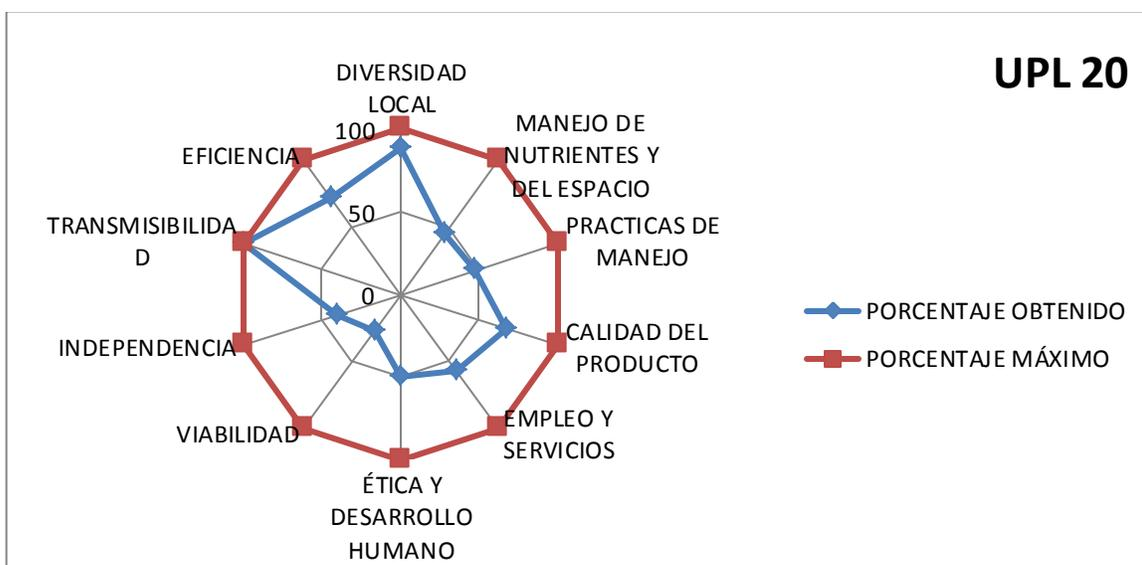 UPL 20
DIVERSIDAD
LOCAL
MANEJO DE
NUTRIENTES Y
DEL ESPACIO
PRACTICAS DE
MANEJO
CALIDAD DEL
PRODUCTO
EMPLEO Y
SERVICIOS
ÉTICA Y
DESARROLLO
HUMANO
VIABILIDAD
INDEPENDENCIA
TRANSMISIBILIDA
D
EFICIENCIA
100
50
0
PORCENTAJE OBTENIDO
PORCENTAJE MÁXIMO